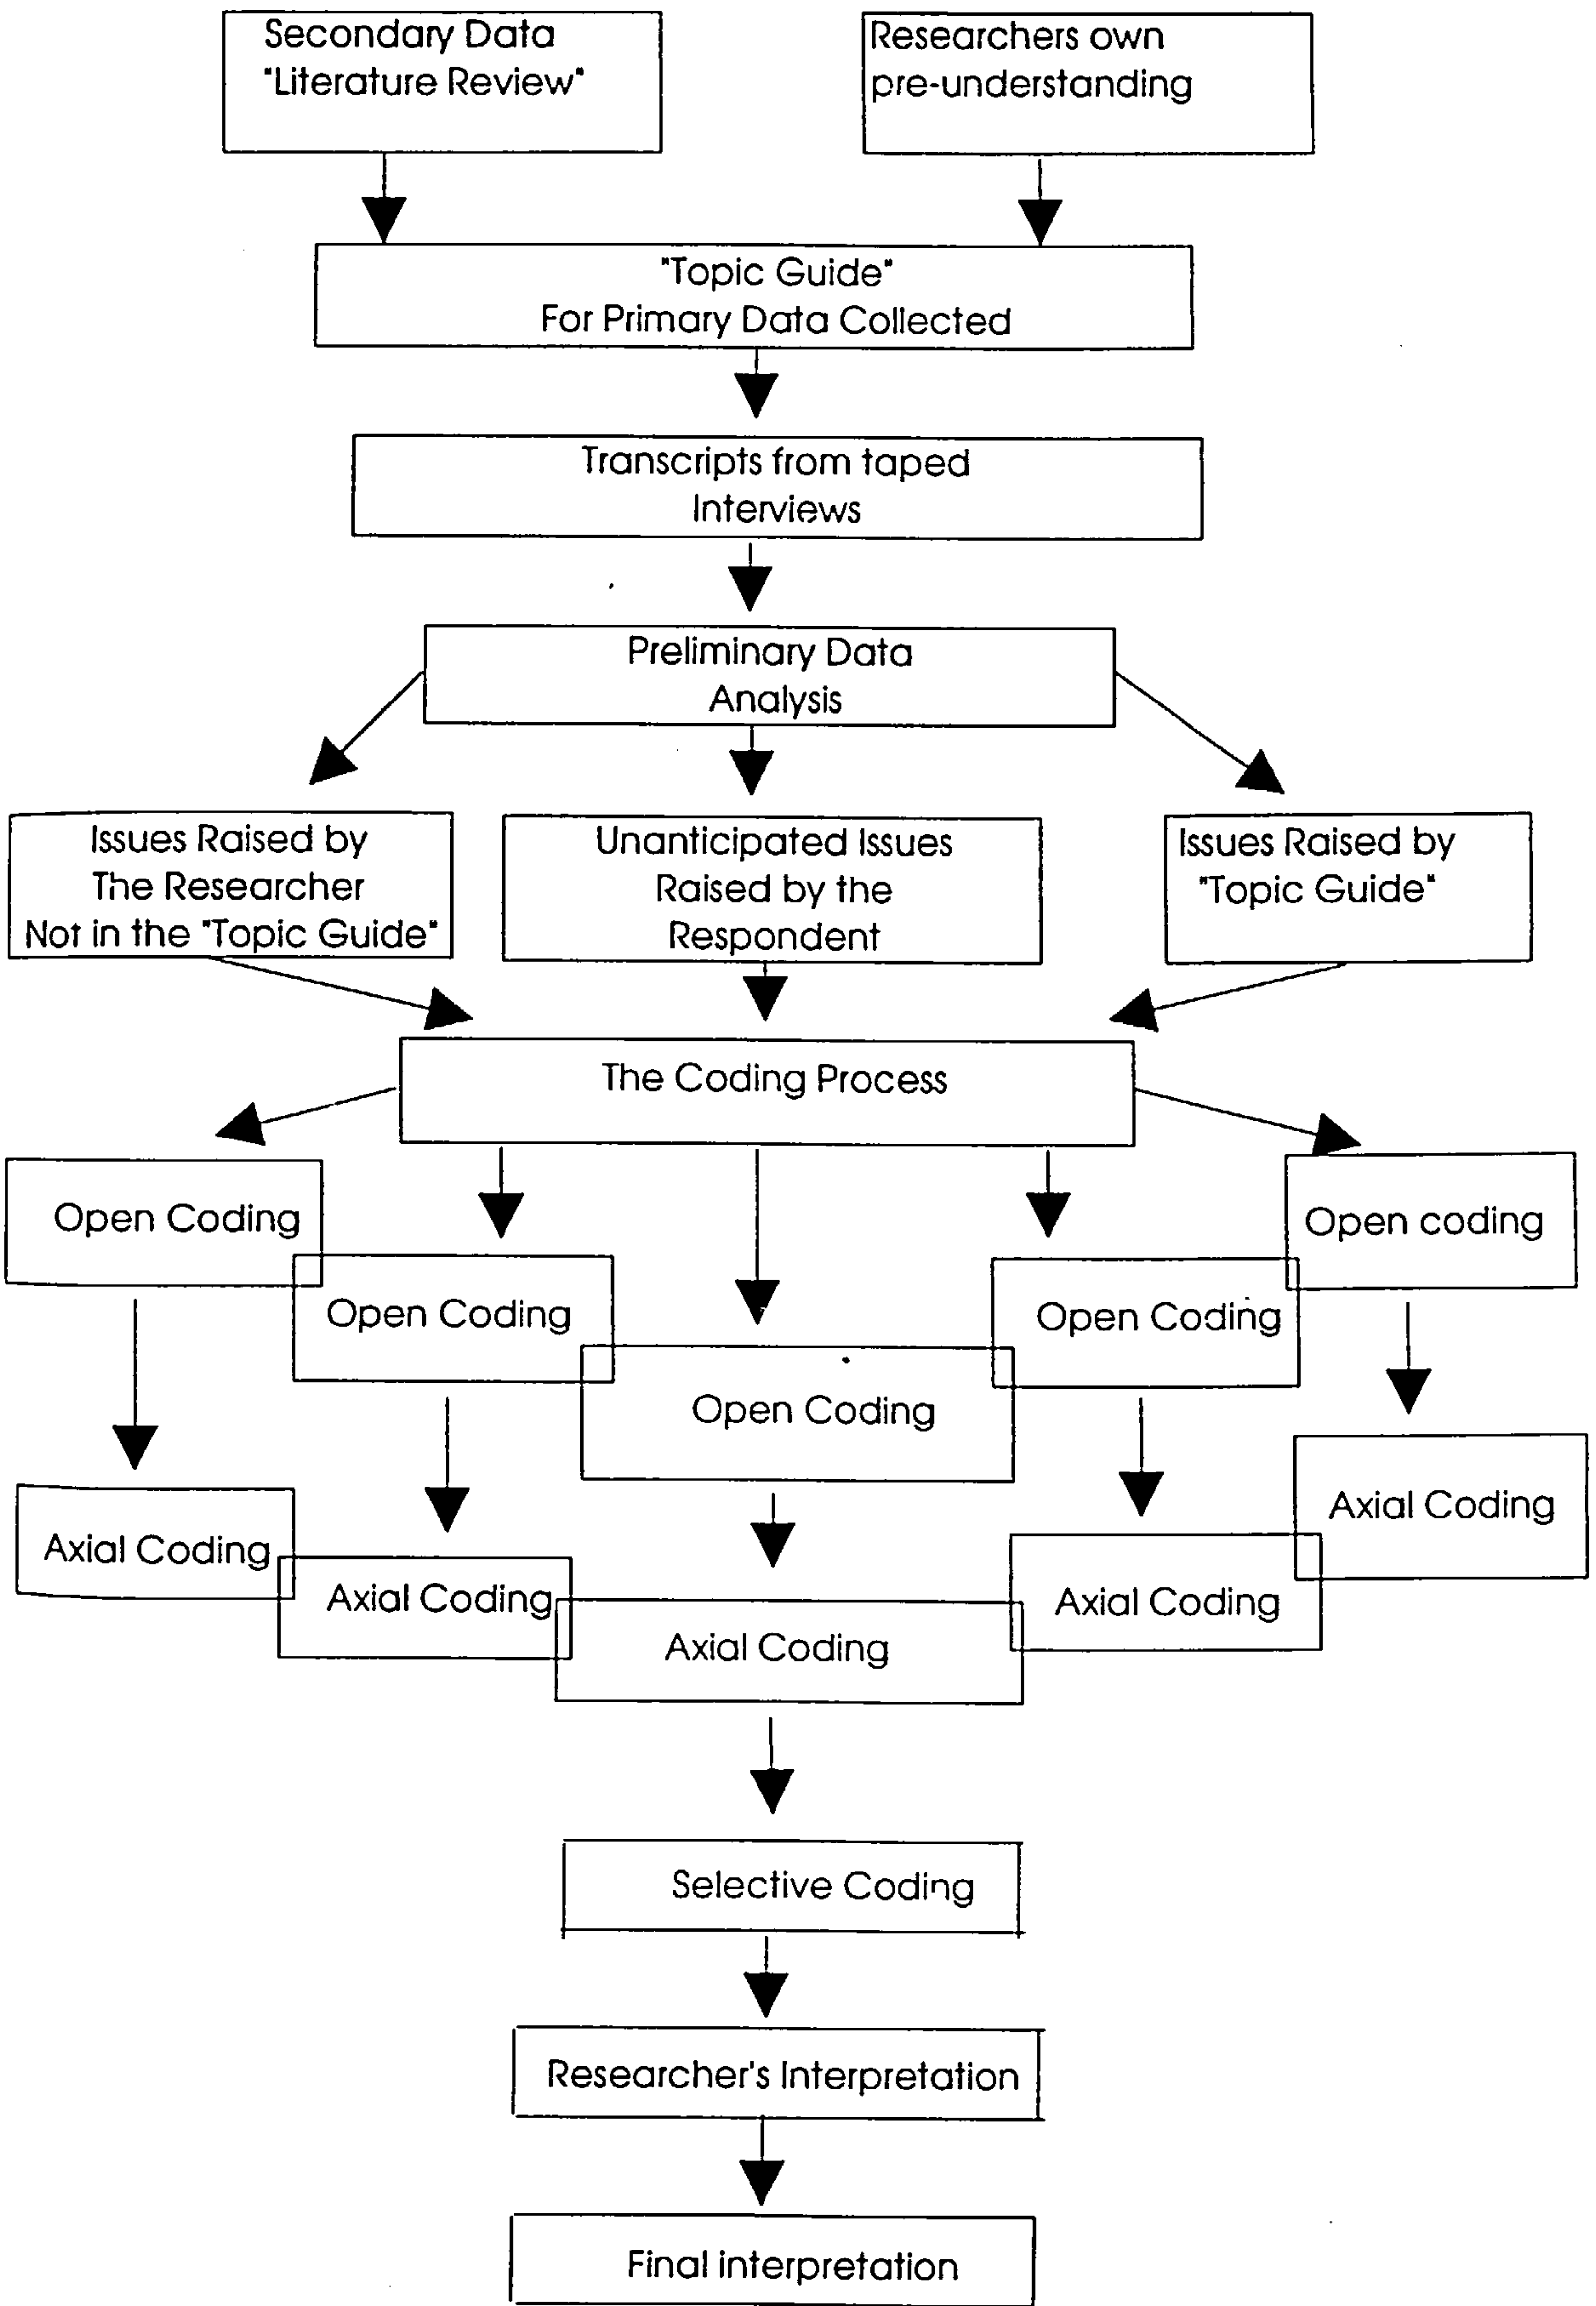 Secondary Data
"Literature Review"
Researchers own
pre-understanding
"Topic Guide"
For Primary Data Collected
Transcripts from taped
Interviews
Preliminary Data
Analysis
Issues Raised by
The Researcher
Not in the "Topic Guide"
Unanticipated Issues
Raised by the
Respondent
Issues Raised by
"Topic Guide"
The Coding Process
Open Coding
Open Coding
Open Coding
Open Coding
Open coding
Axial Coding
Axial Coding
Axial Coding
Axial Coding
Axial Coding
Selective Coding
Researcher's Interpretation
Final interpretation